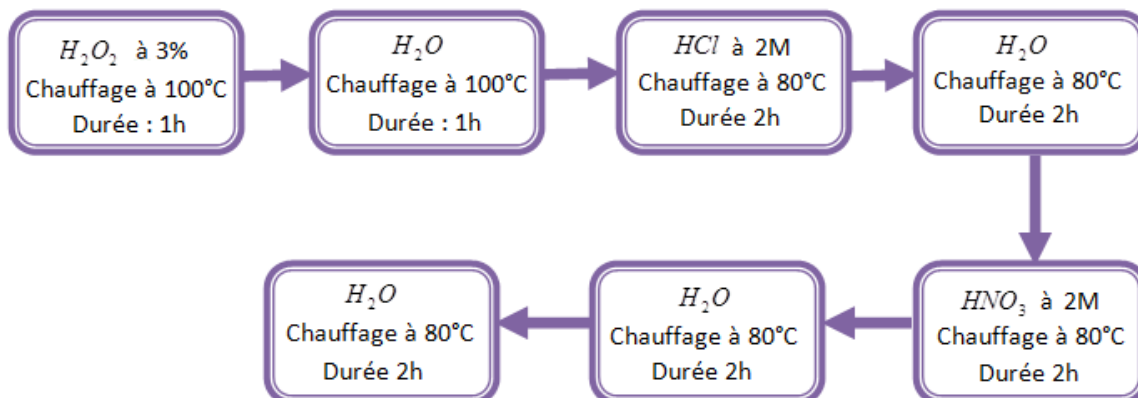 H₂O₂ à 3%
Chauffage à 100°C
Durée : 1h
H₂O
Chauffage à 100°C
Durée : 1h
HCl à 2M
Chauffage à 80°C
Durée 2h
H₂O
Chauffage à 80°C
Durée 2h
HNO₃ à 2M
Chauffage à 80°C
Durée 2h
H₂O
Chauffage à 80°C
Durée 2h
H₂O
Chauffage à 80°C
Durée 2h